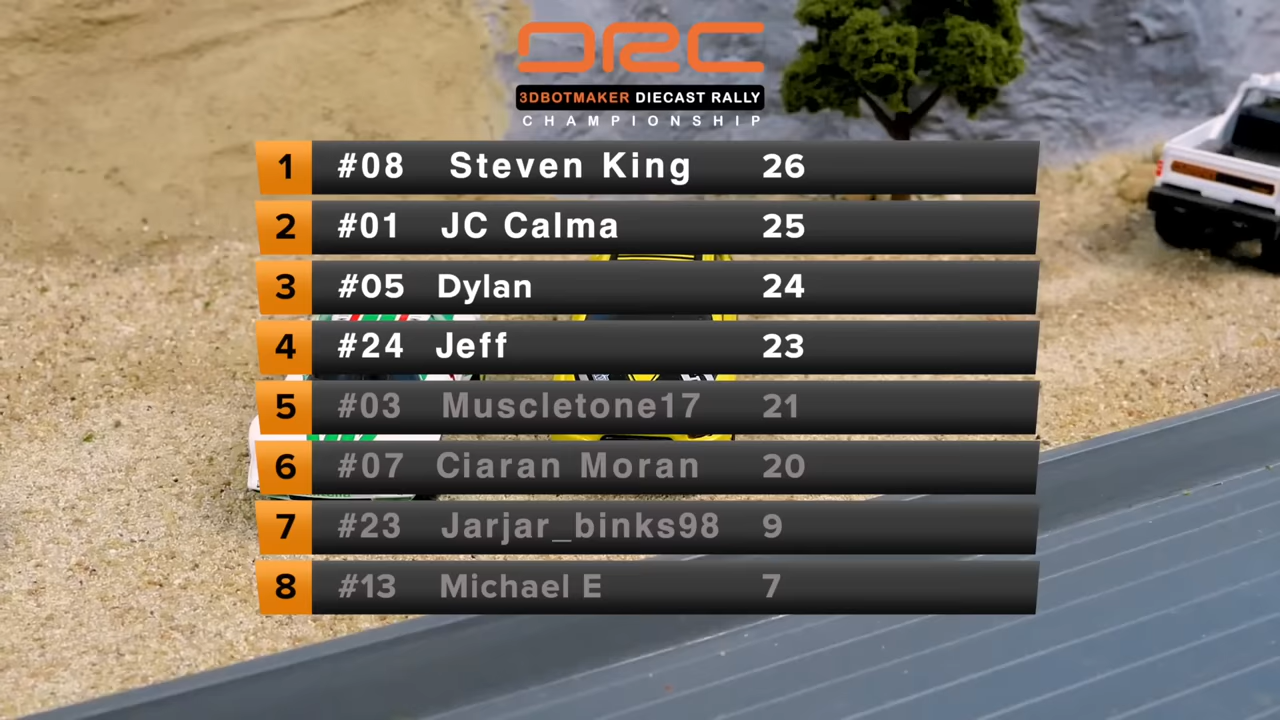 DRC
3DBOTMAKER DIECAST RALLY
CHAMPIONSHIP
1 #08 Steven King 26
2 #01 JC Calma 25
3 #05 Dylan 24
4 #24 Jeff 23
5 #03 Muscletone17 21
6 #07 Ciaran Moran 20
7 #23 Jarjar_binks98 9
8 #13 Michael E 7